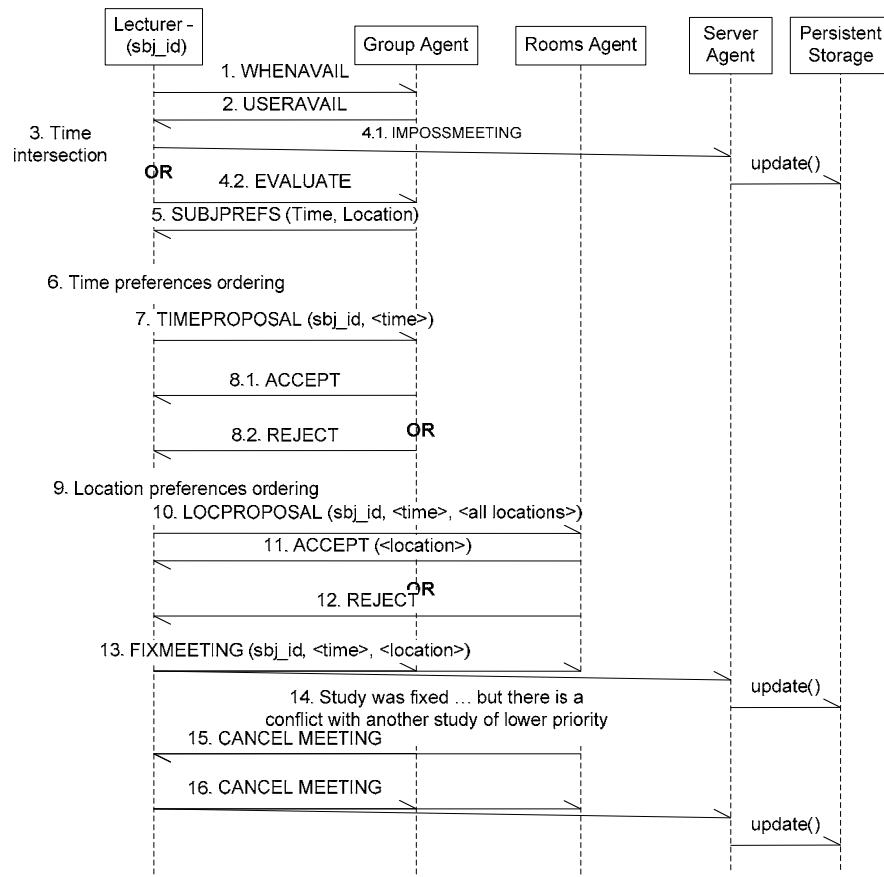 Lecturer –
(sbj_id)
Group Agent
Rooms Agent
Server
Agent
Persistent
Storage
1. WHENAVAIL
2. USERAVAIL
3. Time
intersection
4.1. IMPOSSMEETING
update()
OR
4.2. EVALUATE
5. SUBJPREFS (Time, Location)
6. Time preferences ordering
7. TIMEPROPOSAL (sbj_id, <time>)
8.1. ACCEPT
OR
8.2. REJECT
9. Location preferences ordering
10. LOCPROPOSAL (sbj_id, <time>, <all locations>)
11. ACCEPT (<location>)
OR
12. REJECT
13. FIXMEETING (sbj_id, <time>, <location>)
update()
14. Study was fixed … but there is a
conflict with another study of lower priority
15. CANCEL MEETING
16. CANCEL MEETING
update()